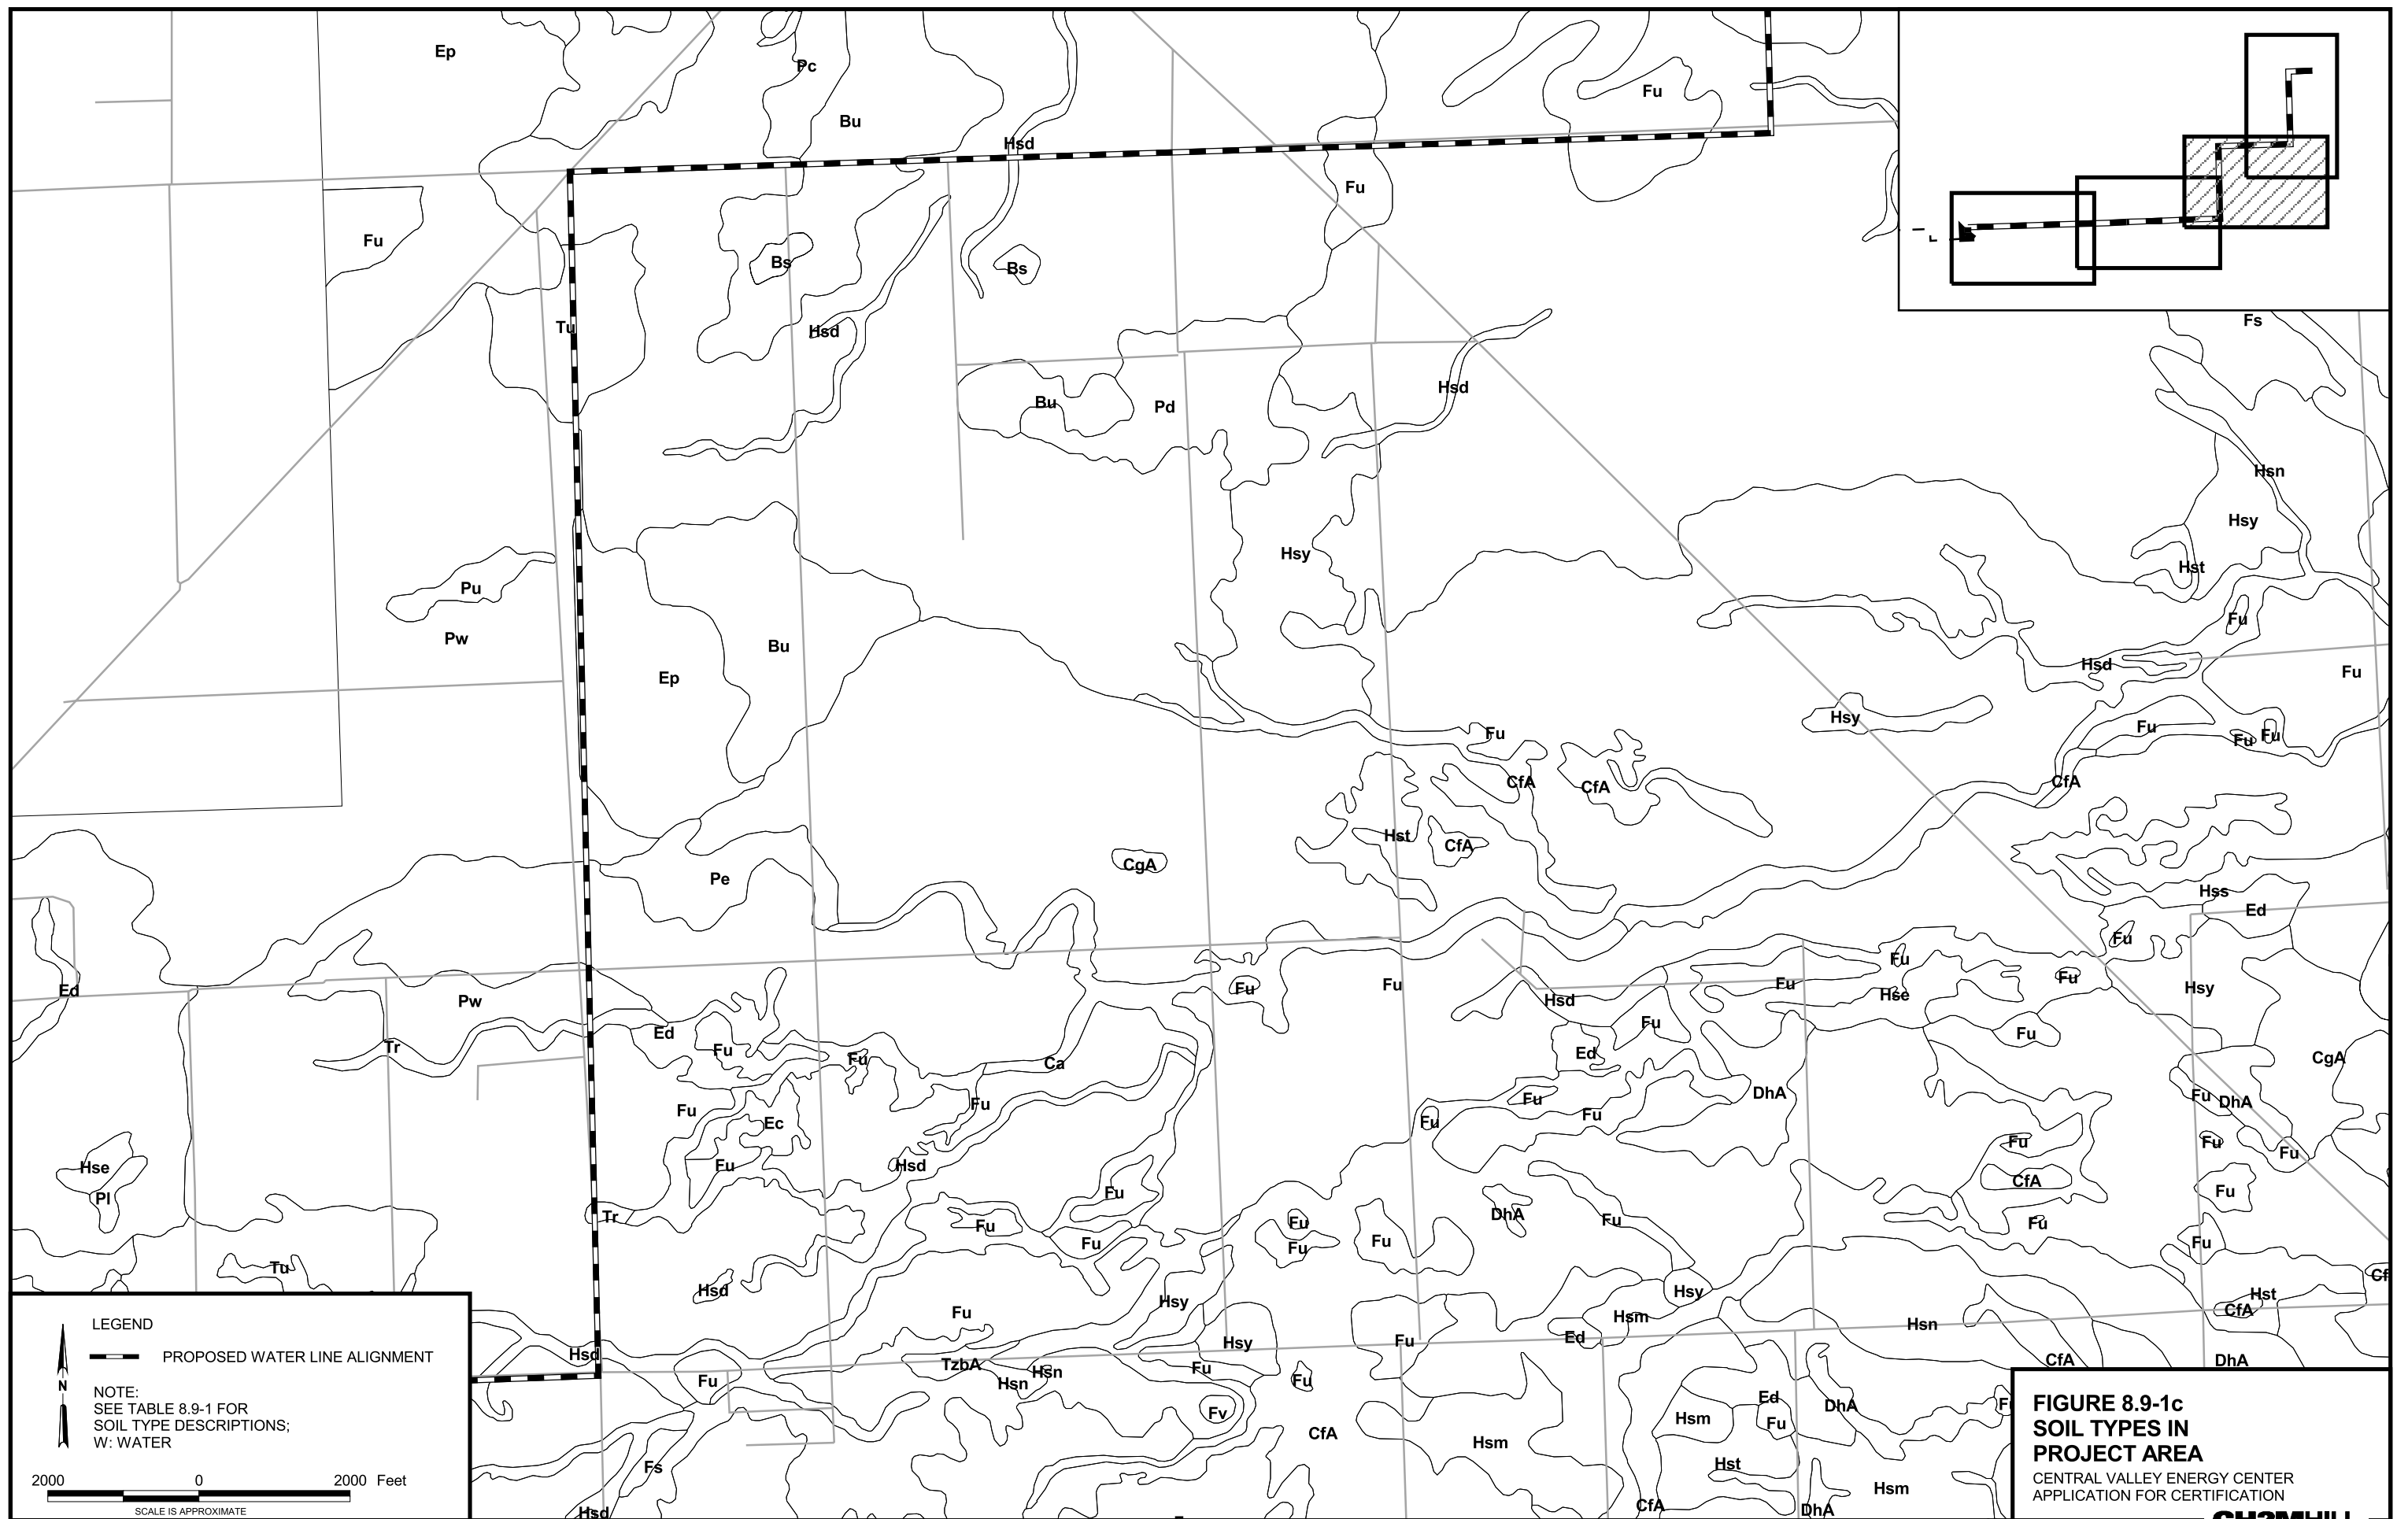 Ep
Pc
Bu
Fu
Hsd
Fu
Fu
Bs
Bs
Tu
Hsd
Fs
Hsd
Bu
Pd
Hsn
Hsy
Hsy
Hst
Pu
Fu
Pw
Bu
Ep
Hsd
Fu
Hsy
Fu
Fu
Fu
Fu
CfA
CfA
CfA
Hst
CfA
CgA
Pe
Hss
Ed
Fu
Fu
Ed
Pw
Fu
Fu
Hsd
Fu
Hse
Fu
Hsy
Tr
Ed
Fu
Fu
Ca
Fu
Ed
Fu
CgA
Fu
Ec
Fu
Fu
Fu
Fu
DhA
Fu
DhA
Hse
Pl
Fu
Hsd
Fu
Fu
Fu
CfA
Fu
Tr
Fu
Fu
Fu
Fu
Fu
DhA
Fu
Fu
Fu
Tu
Hsd
Fu
Hsy
Hsy
Fu
Hsm
Hsy
Ed
Hsn
Hst
CfA
Cf
Hsd
Fu
TzbA
Hsn
Hsn
Fu
Fu
Fv
CfA
Hsm
Hsm
Ed
Fu
DhA
CfA
DhA
F
Fs
Hsd
Hst
Hsm
CfA
DhA
LEGEND
PROPOSED WATER LINE ALIGNMENT
N
NOTE:
SEE TABLE 8.9-1 FOR
SOIL TYPE DESCRIPTIONS;
W: WATER
2000 0 2000 Feet
SCALE IS APPROXIMATE
FIGURE 8.9-1c
SOIL TYPES IN
PROJECT AREA
CENTRAL VALLEY ENERGY CENTER
APPLICATION FOR CERTIFICATION
CH2MHILL